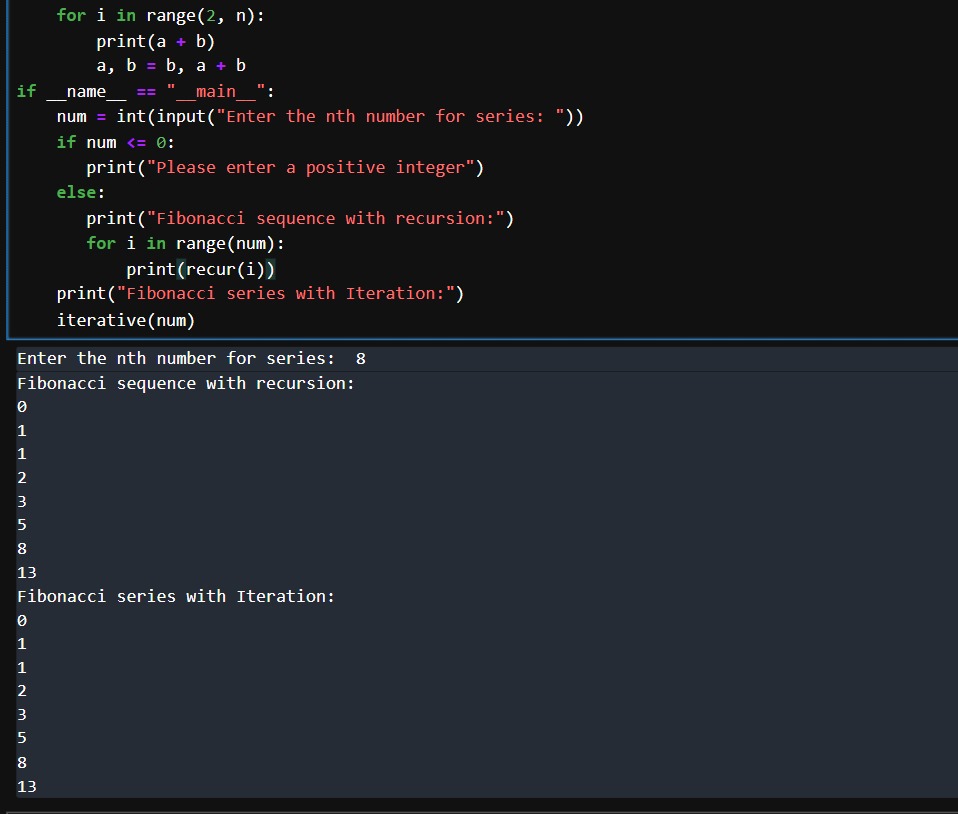 for i in range(2, n):
print(a + b)
a, b = b, a + b
if __name__ == "__main__":
num = int(input("Enter the nth number for series: "))
if num <= 0:
print("Please enter a positive integer")
else:
print("Fibonacci sequence with recursion:")
for i in range(num):
print(recur(i))
print("Fibonacci series with Iteration:")
iterative(num)
Enter the nth number for series:  8
Fibonacci sequence with recursion:
0
1
1
2
3
5
8
13
Fibonacci series with Iteration:
0
1
1
2
3
5
8
13